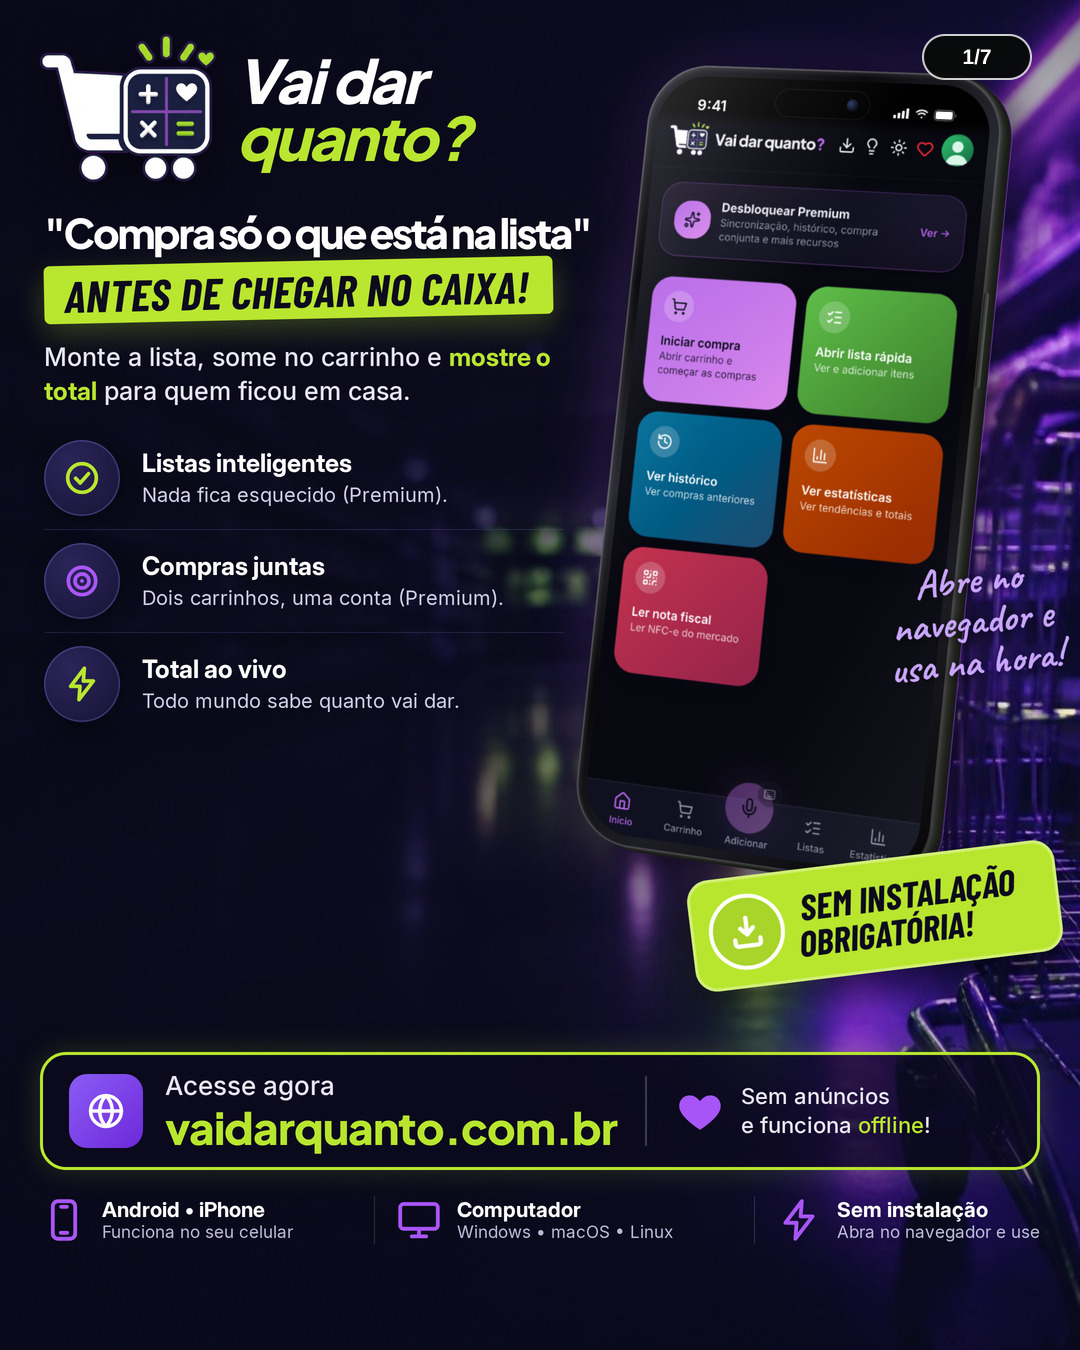 Vai dar
quanto?
1/7
"Compra só o que está na lista"
ANTES DE CHEGAR NO CAIXA!
Monte a lista, some no carrinho e mostre o
total para quem ficou em casa.
Listas inteligentes
Nada fica esquecido (Premium).
Compras juntas
Dois carrinhos, uma conta (Premium).
Total ao vivo
Todo mundo sabe quanto vai dar.
9:41
Vai dar quanto?
Desbloquear Premium
Sincronização, histórico, compra
conjunta e mais recursos
Ver →
Iniciar compra
Abrir carrinho e
começar as compras
Abrir lista rápida
Ver e adicionar itens
Ver histórico
Ver compras anteriores
Ver estatísticas
Ver tendências e totais
Ler nota fiscal
Ler NFC-e do mercado
Início
Carrinho
Adicionar
Listas
Abre no
navegador e
usa na hora!
SEM INSTALAÇÃO
OBRIGATÓRIA!
Acesse agora
vaidarquanto.com.br
Sem anúncios
e funciona offline!
Android • iPhone
Funciona no seu celular
Computador
Windows • macOS • Linux
Sem instalação
Abra no navegador e use